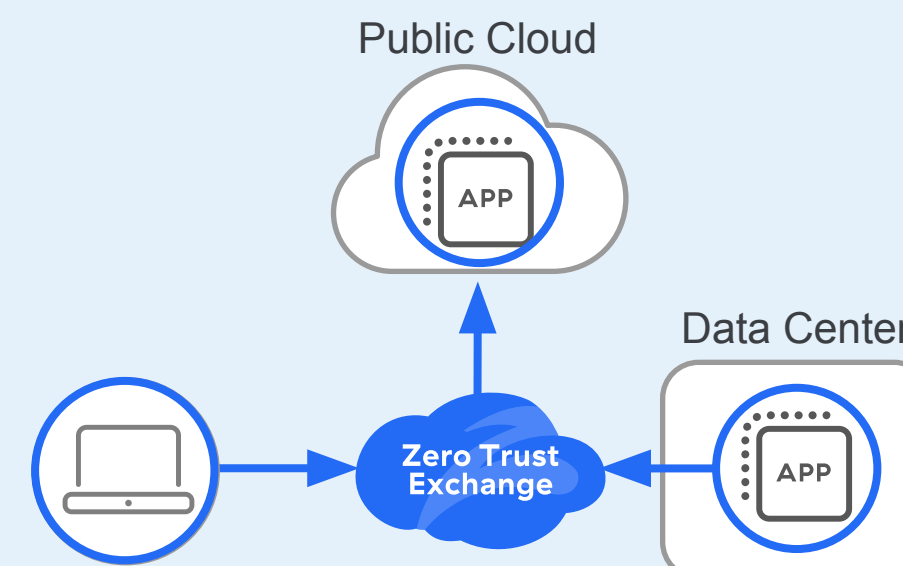 Public Cloud
APP
Data Center
Zero Trust
Exchange
APP